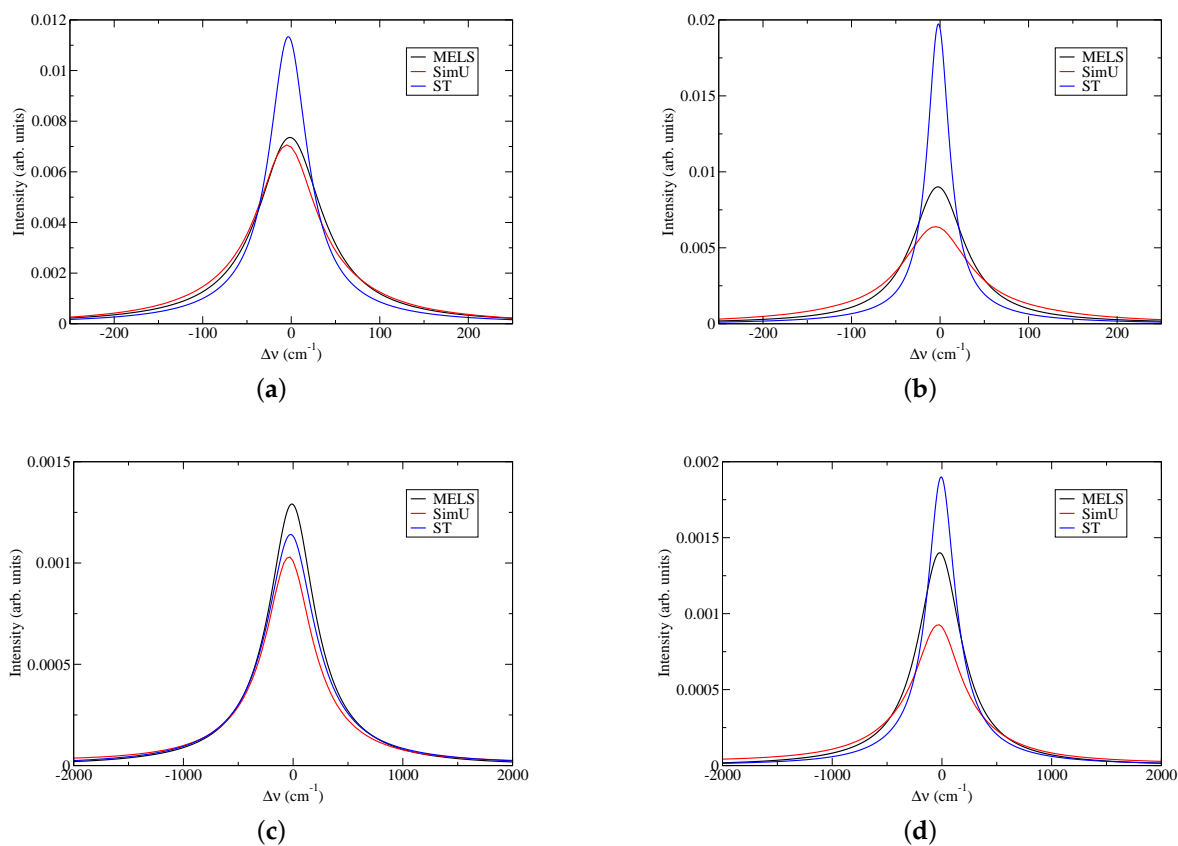 0.012
0.01
0.008
0.006
0.004
0.002
0
-200
-100
0
100
200
Δν (cm-1)
Intensity (arb. units)
MELS
SimU
ST
(a)
0.02
0.015
0.01
0.005
0
-200
-100
0
100
200
Δν (cm-1)
Intensity (arb. units)
MELS
SimU
ST
(b)
0.0015
0.001
0.0005
0
-2000
-1000
0
1000
2000
Δν (cm-1)
Intensity (arb. units)
MELS
SimU
ST
(c)
0.002
0.0015
0.001
0.0005
0
-2000
-1000
0
1000
2000
Δν (cm-1)
Intensity (arb. units)
MELS
SimU
ST
(d)